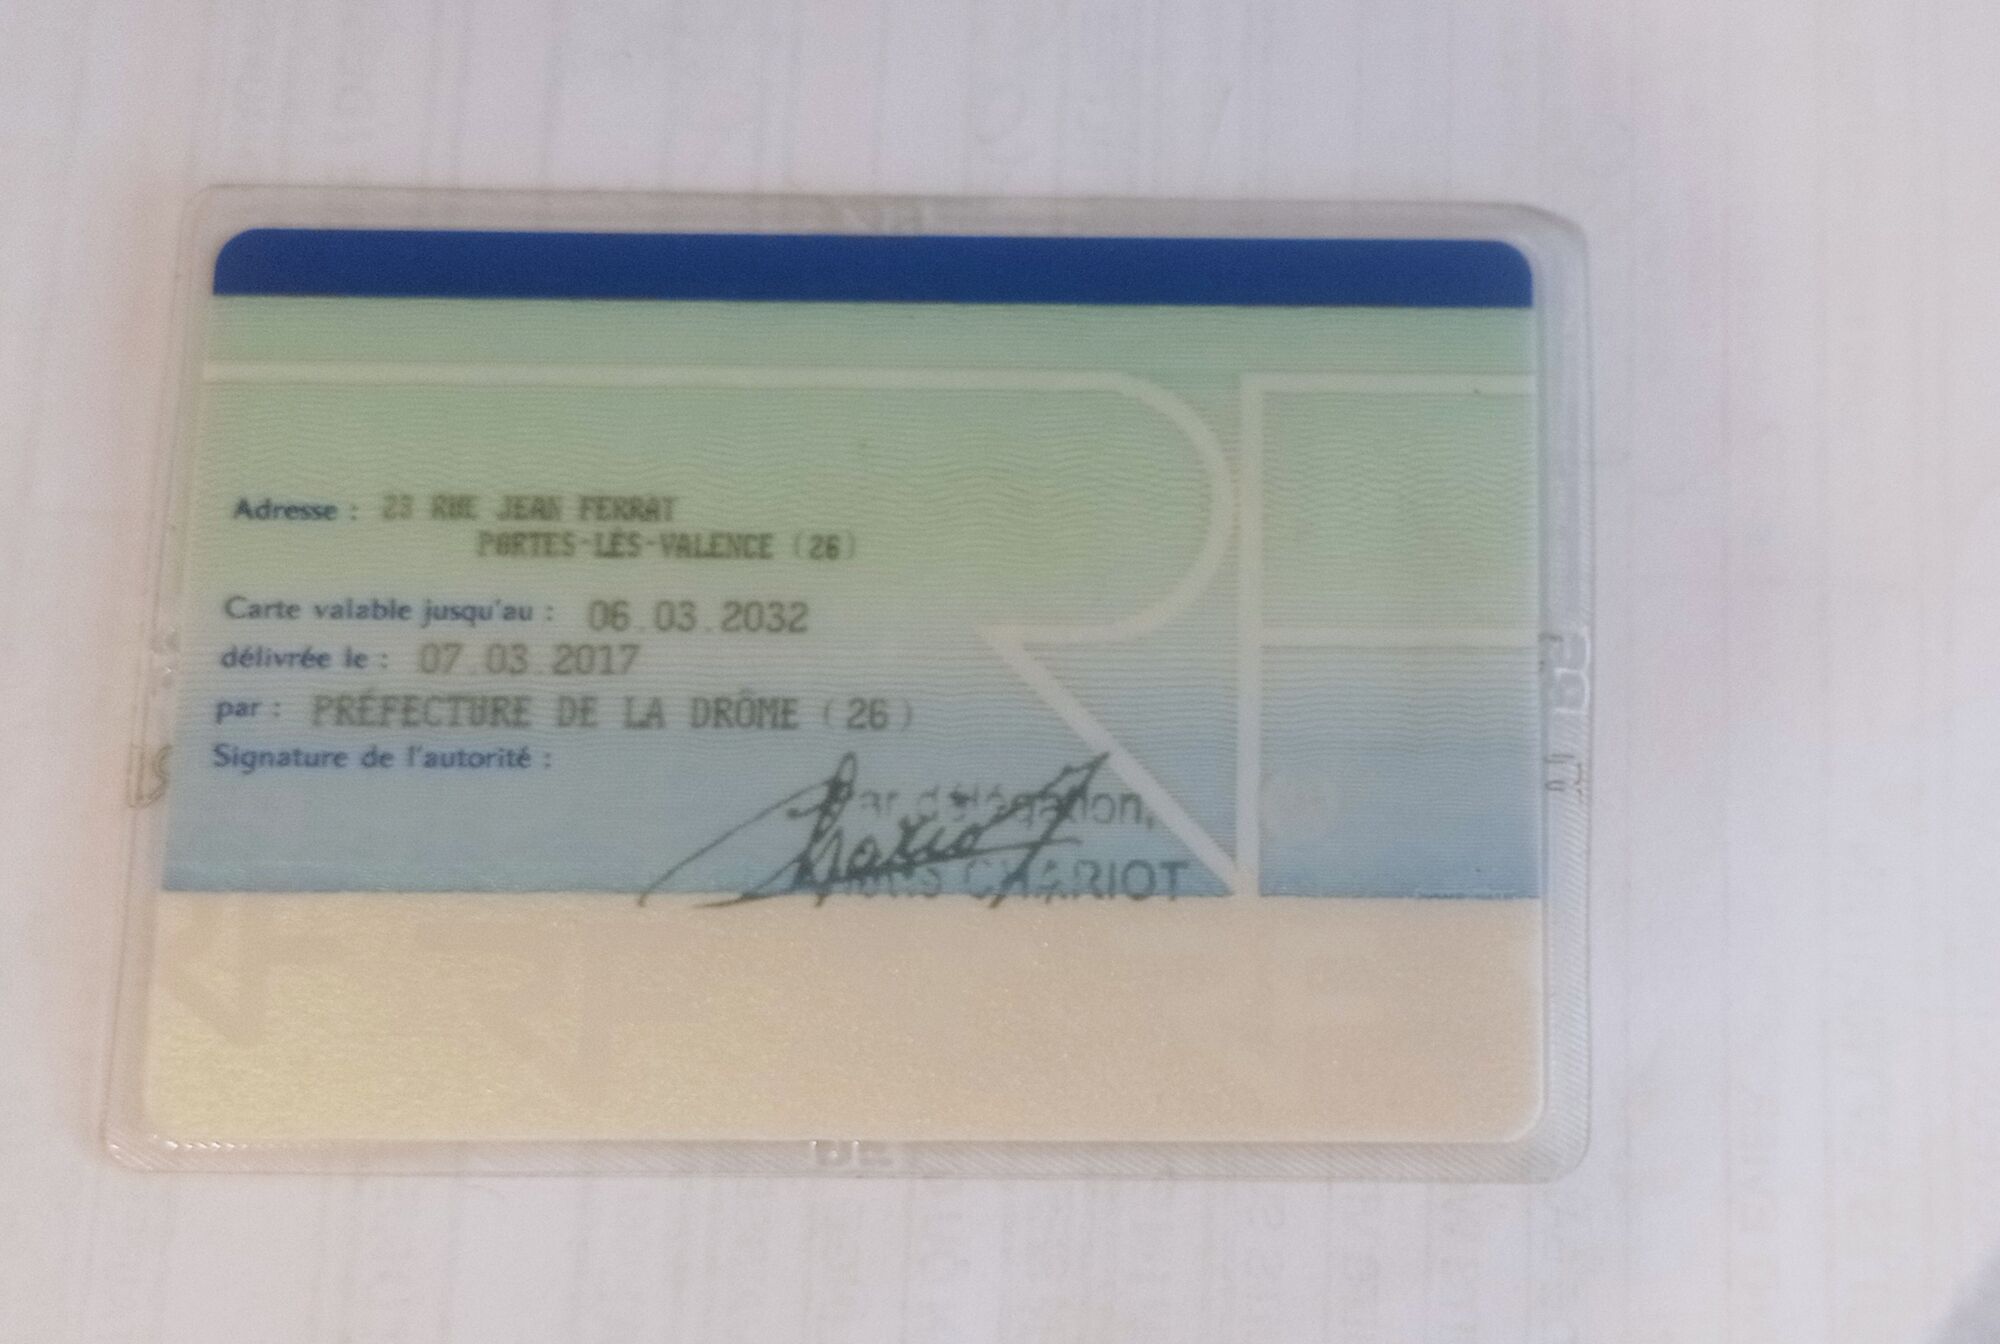 Adresse : 23 RUE JEAN FERRAT
PORTES-LÈS-VALENCE (26)
Carte valable jusqu'au : 06.03.2032
délivrée le : 07.03.2017
par : PRÉFECTURE DE LA DRÔME (26)
Signature de l'autorité :
Par délégation,
CHARIOT